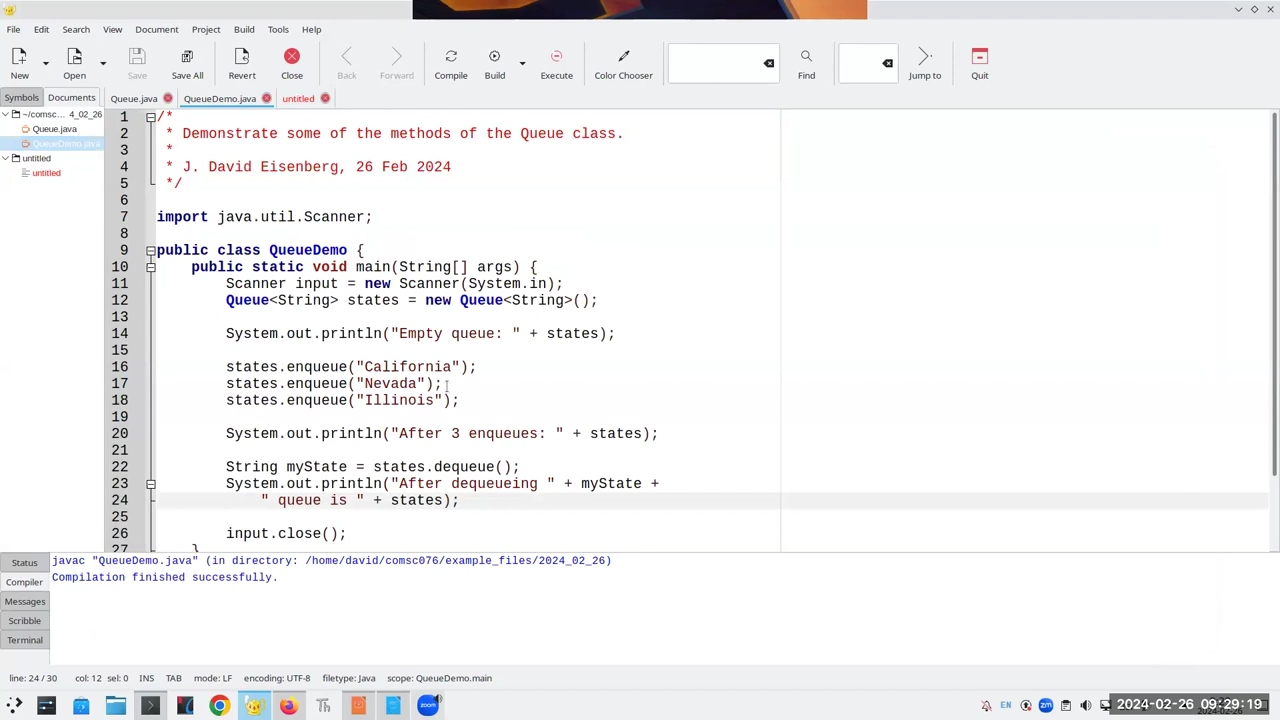 File Edit Search View Document Project Build Tools Help
New Open Save Save All Revert Close Back Forward Compile Build Execute Color Chooser Find Jump to Quit
Symbols Documents Queue.java QueueDemo.java untitled
~/comsc... 4_02_26
Queue.java
QueueDemo.java
untitled
untitled
1 /*
2 * Demonstrate some of the methods of the Queue class.
3 *
4 * J. David Eisenberg, 26 Feb 2024
5 */
6
7 import java.util.Scanner;
8
9 public class QueueDemo {
10 public static void main(String[] args) {
11 Scanner input = new Scanner(System.in);
12 Queue<String> states = new Queue<String>();
13
14 System.out.println("Empty queue: " + states);
15
16 states.enqueue("California");
17 states.enqueue("Nevada");
18 states.enqueue("Illinois");
19
20 System.out.println("After 3 enqueues: " + states);
21
22 String myState = states.dequeue();
23 System.out.println("After dequeueing " + myState +
24 " queue is " + states);
25
26 input.close();
27 }
Status
Compiler
Messages
Scribble
Terminal
javac "QueueDemo.java" (in directory: /home/david/comsc076/example_files/2024_02_26)
Compilation finished successfully.
line: 24 / 30 col: 12 sel: 0 INS TAB mode: LF encoding: UTF-8 filetype: Java scope: QueueDemo.main
Th zoom EN zm 2024-02-26 09:29:19